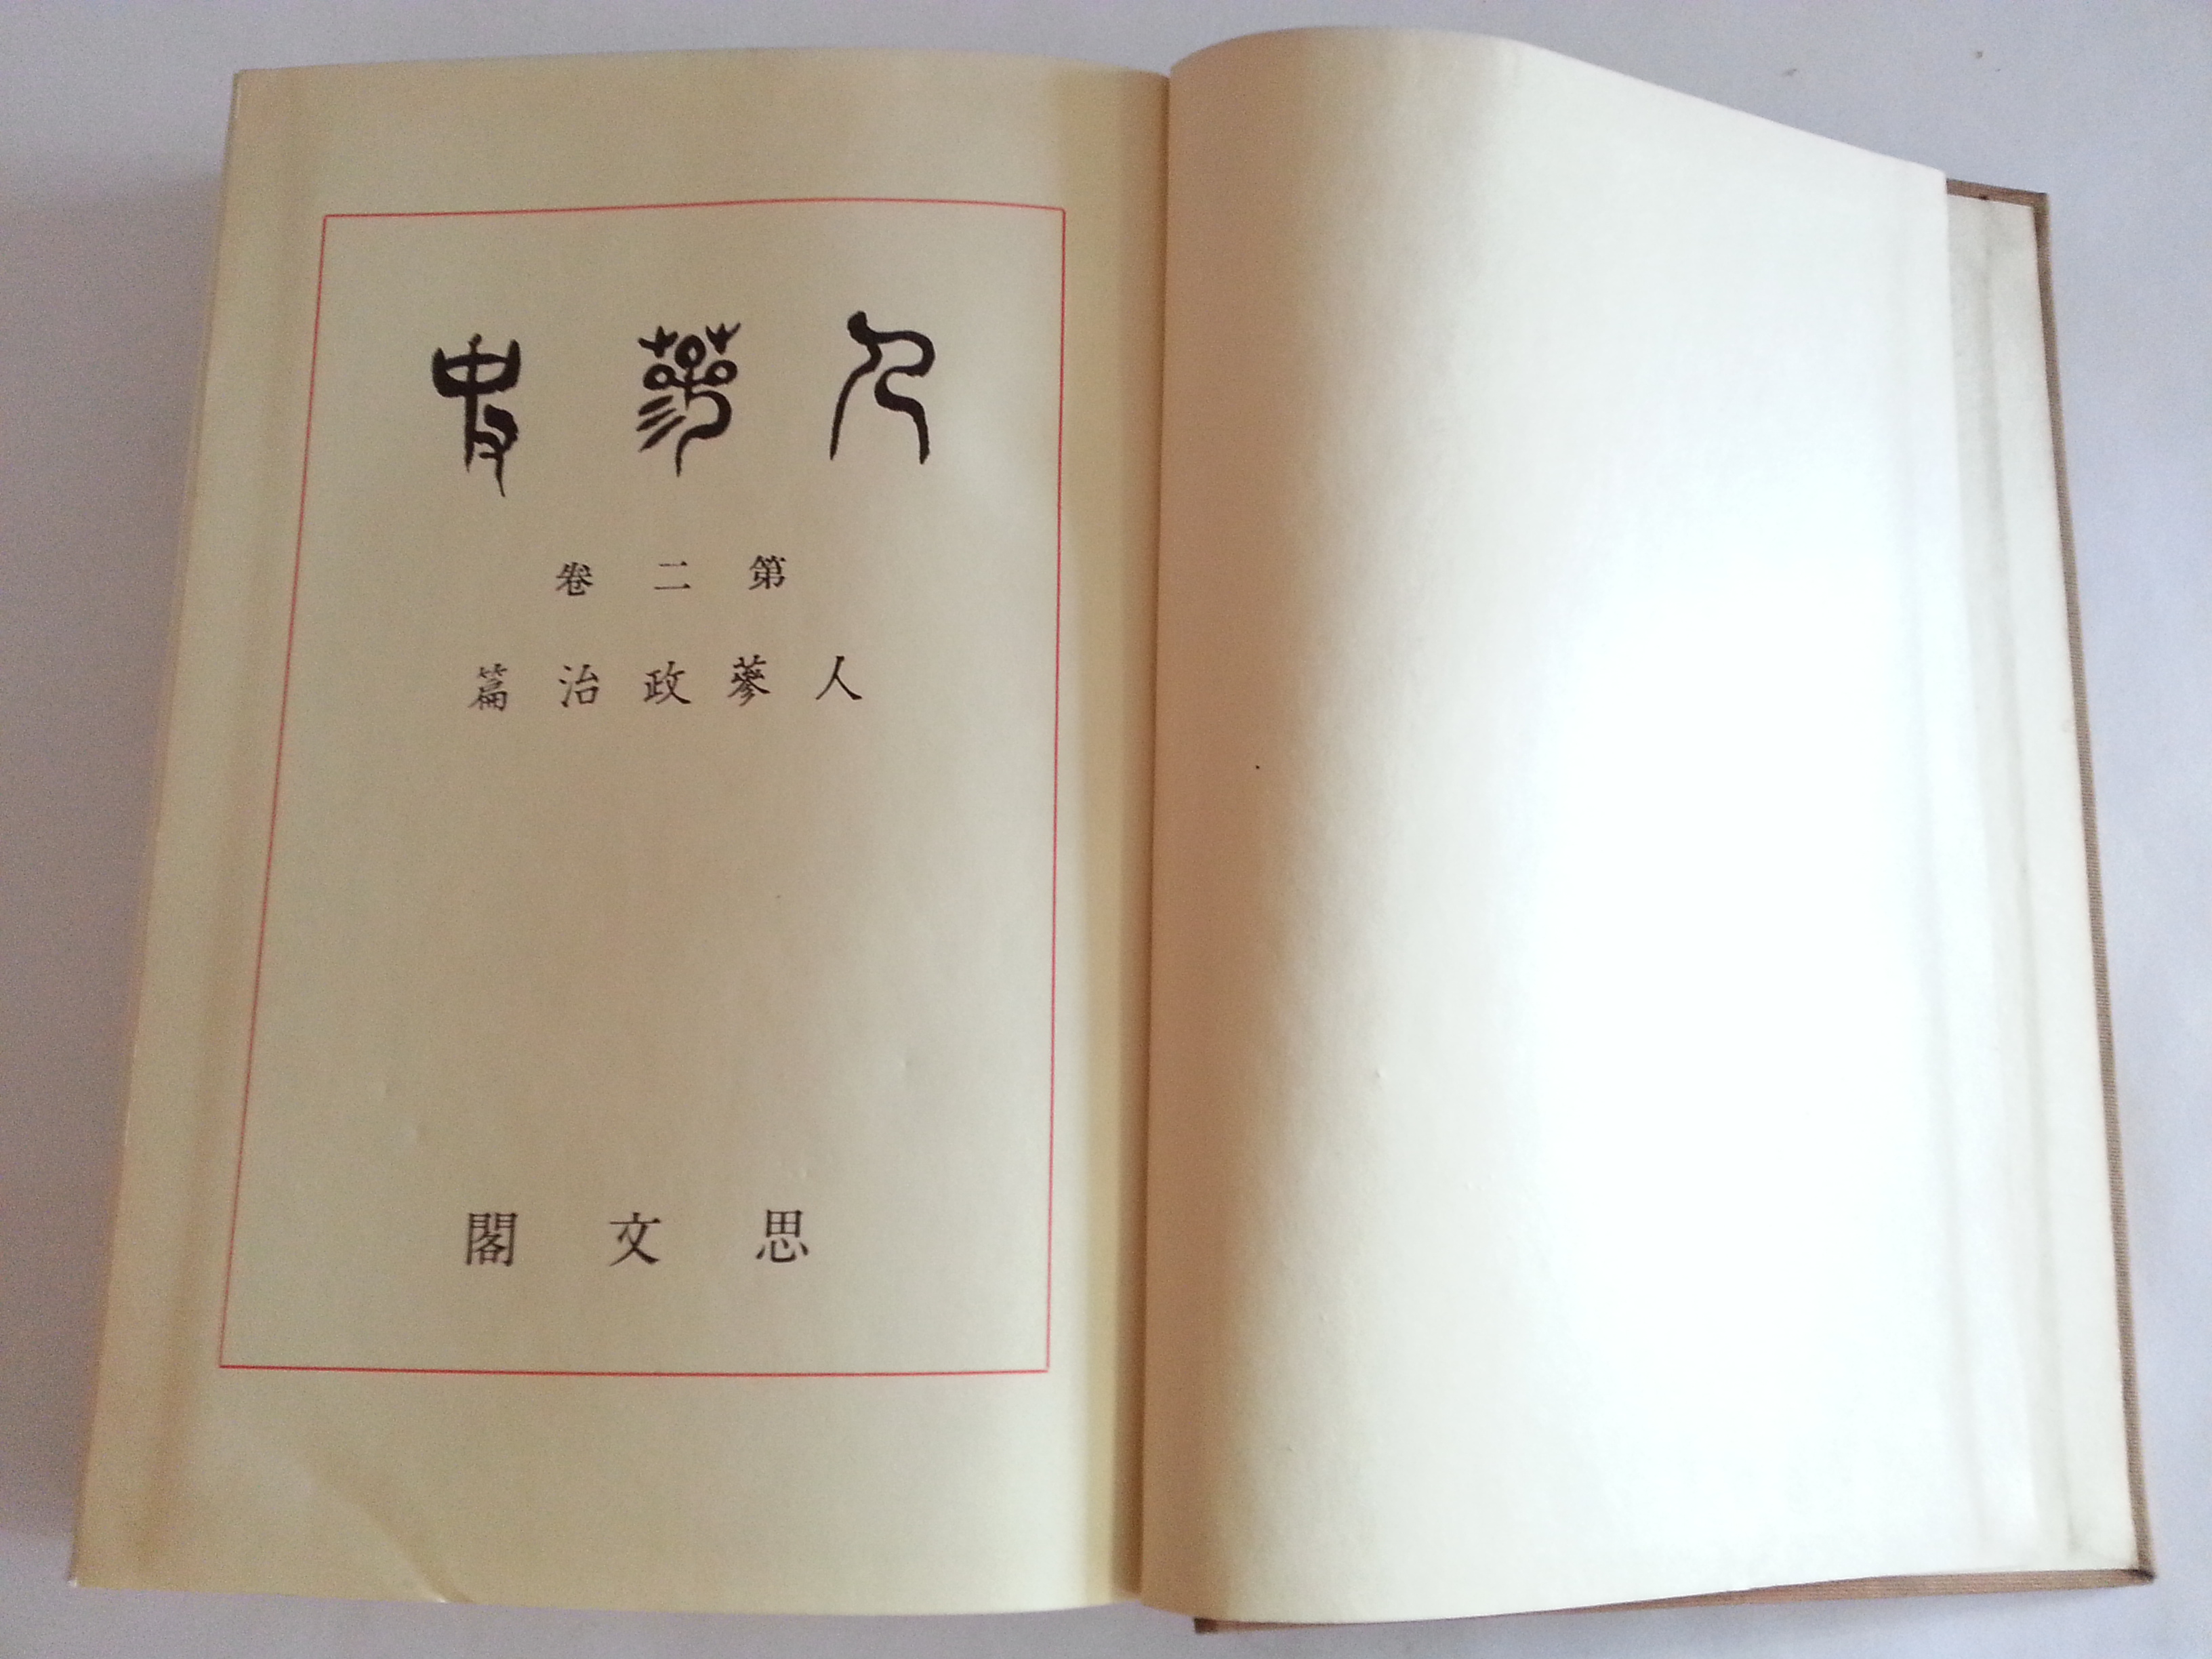 人蔘史
第二卷
人蔘政治篇
思文閣